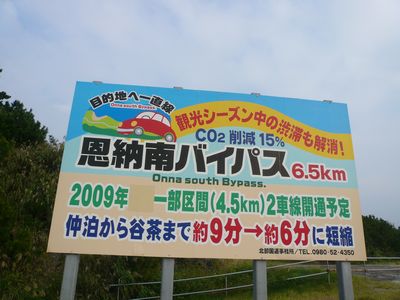 目的地へ一直線
Onna south Bypass.
観光シーズン中の渋滞も解消!
CO2 削減 15%
恩納南バイパス 6.5km
Onna south Bypass.
2009年 一部区間(4.5km)2車線開通予定
仲泊から谷茶まで約9分→約6分に短縮
北部国道事務所/TEL.0980-52-4350